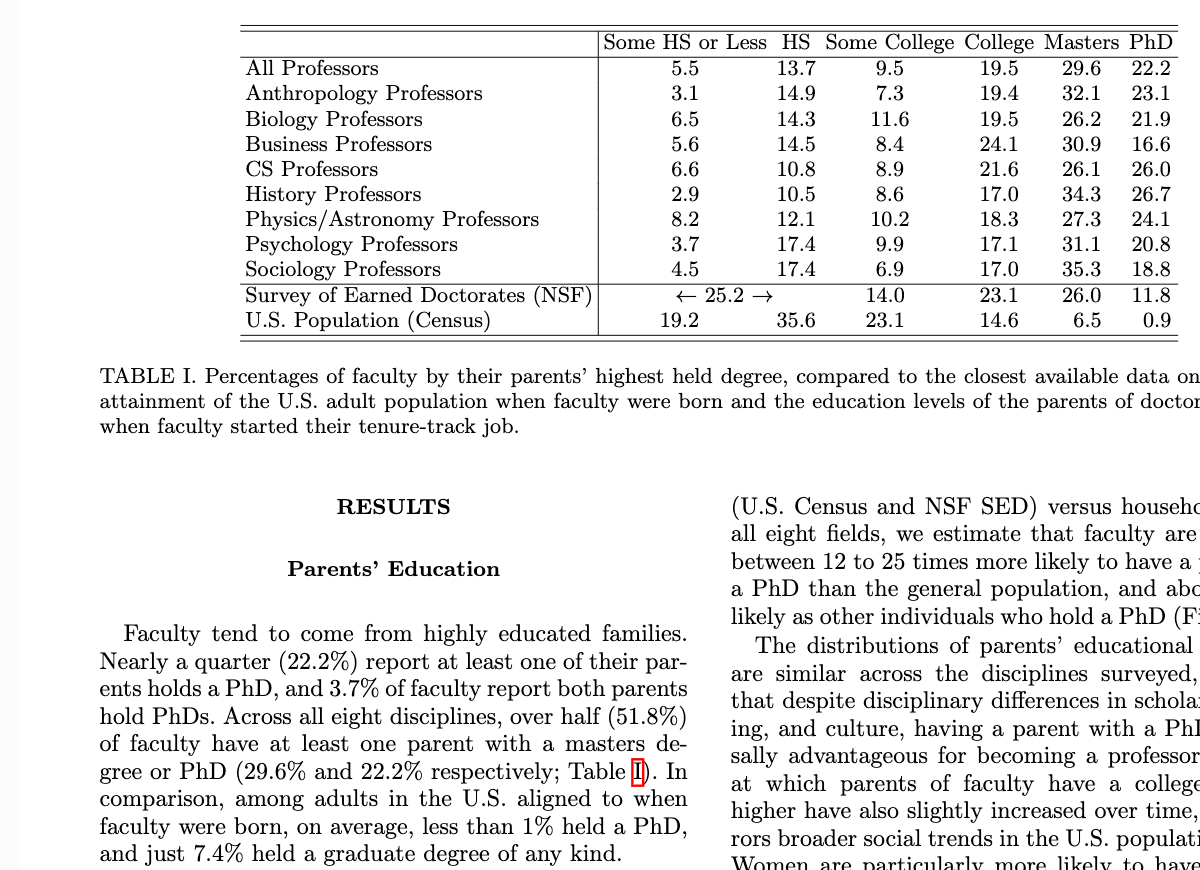 Some HS or Less HS Some College College Masters PhD
All Professors 5.5 13.7 9.5 19.5 29.6 22.2
Anthropology Professors 3.1 14.9 7.3 19.4 32.1 23.1
Biology Professors 6.5 14.3 11.6 19.5 26.2 21.9
Business Professors 5.6 14.5 8.4 24.1 30.9 16.6
CS Professors 6.6 10.8 8.9 21.6 26.1 26.0
History Professors 2.9 10.5 8.6 17.0 34.3 26.7
Physics/Astronomy Professors 8.2 12.1 10.2 18.3 27.3 24.1
Psychology Professors 3.7 17.4 9.9 17.1 31.1 20.8
Sociology Professors 4.5 17.4 6.9 17.0 35.3 18.8
Survey of Earned Doctorates (NSF) ← 25.2 → 14.0 23.1 26.0 11.8
U.S. Population (Census) 19.2 35.6 23.1 14.6 6.5 0.9
TABLE I. Percentages of faculty by their parents' highest held degree, compared to the closest available data on
attainment of the U.S. adult population when faculty were born and the education levels of the parents of
when faculty started their tenure-track job.
RESULTS
Parents' Education
Faculty tend to come from highly educated families.
Nearly a quarter (22.2%) report at least one of their par-
ents holds a PhD, and 3.7% of faculty report both parents
hold PhDs. Across all eight disciplines, over half (51.8%)
of faculty have at least one parent with a masters de-
gree or PhD (29.6% and 22.2% respectively; Table I). In
comparison, among adults in the U.S. aligned to when
faculty were born, on average, less than 1% held a PhD,
and just 7.4% held a graduate degree of any kind.
(U.S. Census and NSF SED) versus
all eight fields, we estimate that faculty are
between 12 to 25 times more likely to have a
a PhD than the general population, and
likely as other individuals who hold a PhD
The distributions of parents' educational
are similar across the disciplines surveyed,
that despite disciplinary differences in
ing, and culture, having a parent with a
sally advantageous for becoming a professor
at which parents of faculty have a college
higher have also slightly increased over time,
rors broader social trends in the U.S.
Women are particularly more likely to have